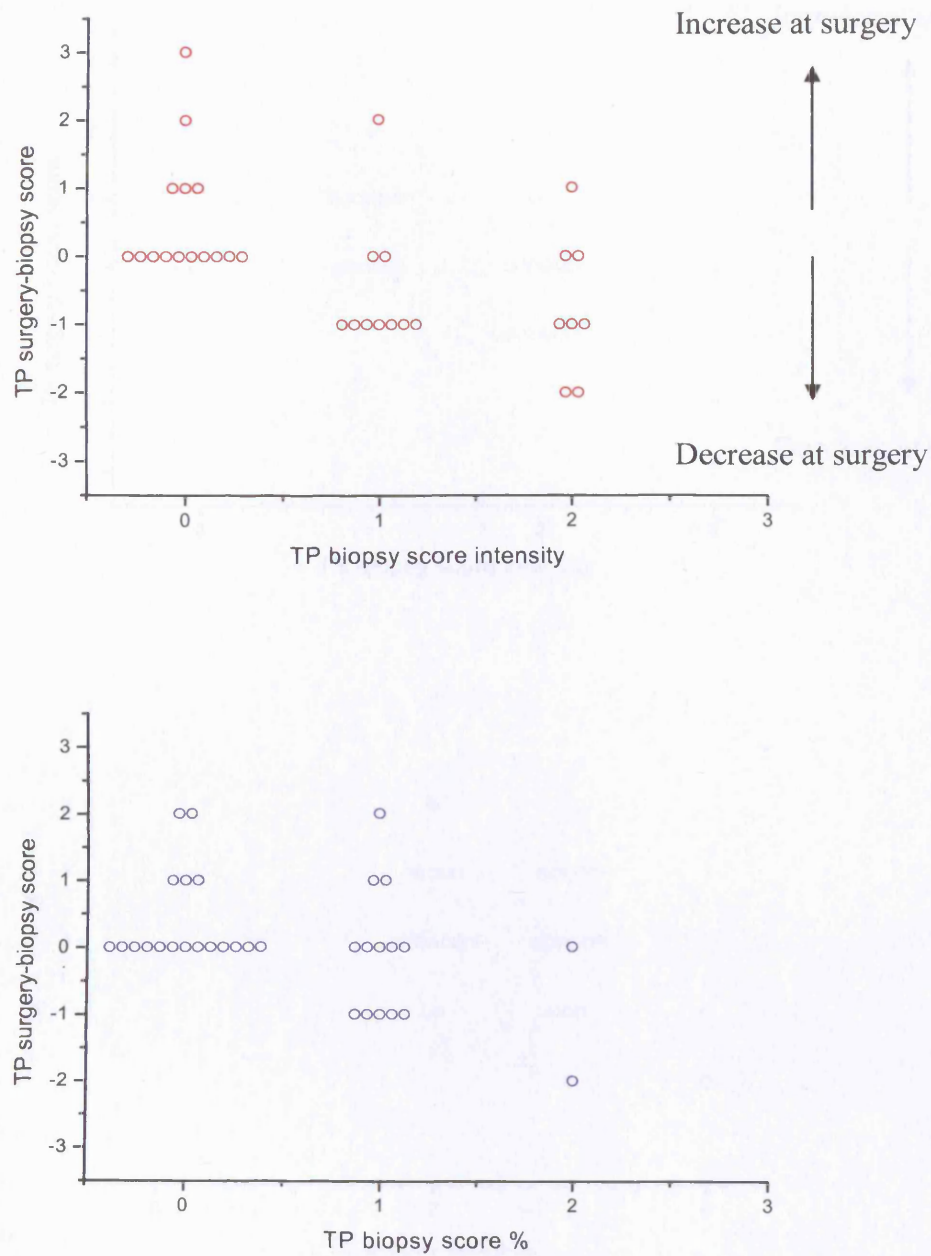 Increase at surgery
3
2
1
0
-1
-2
-3
TP surgery-biopsy score
Decrease at surgery
0 1 2 3
TP biopsy score intensity
3
2
1
0
-1
-2
-3
TP surgery-biopsy score
0 1 2 3
TP biopsy score %